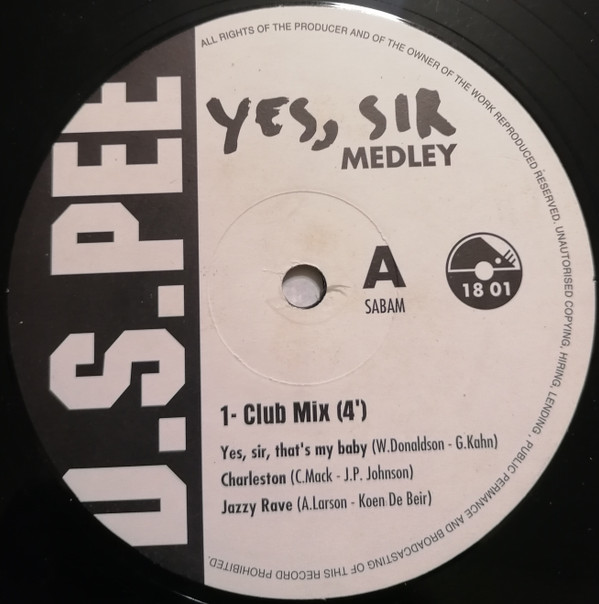 ALL RIGHTS OF THE PRODUCER AND OF THE OWNER OF THE WORK REPRODUCED RESERVED. UNAUTORISED COPYING, HIRING, LENDING, PUBLIC PERMANCE AND BROADCASTING OF THIS RECORD PROHIBITED.
U.S.PEE
YES, SIR
MEDLEY
A
SABAM
18 01
1- Club Mix (4')
Yes, sir, that's my baby (W.Donaldson - G.Kahn)
Charleston (C.Mack - J.P. Johnson)
Jazzy Rave (A.Larson - Koen De Beir)